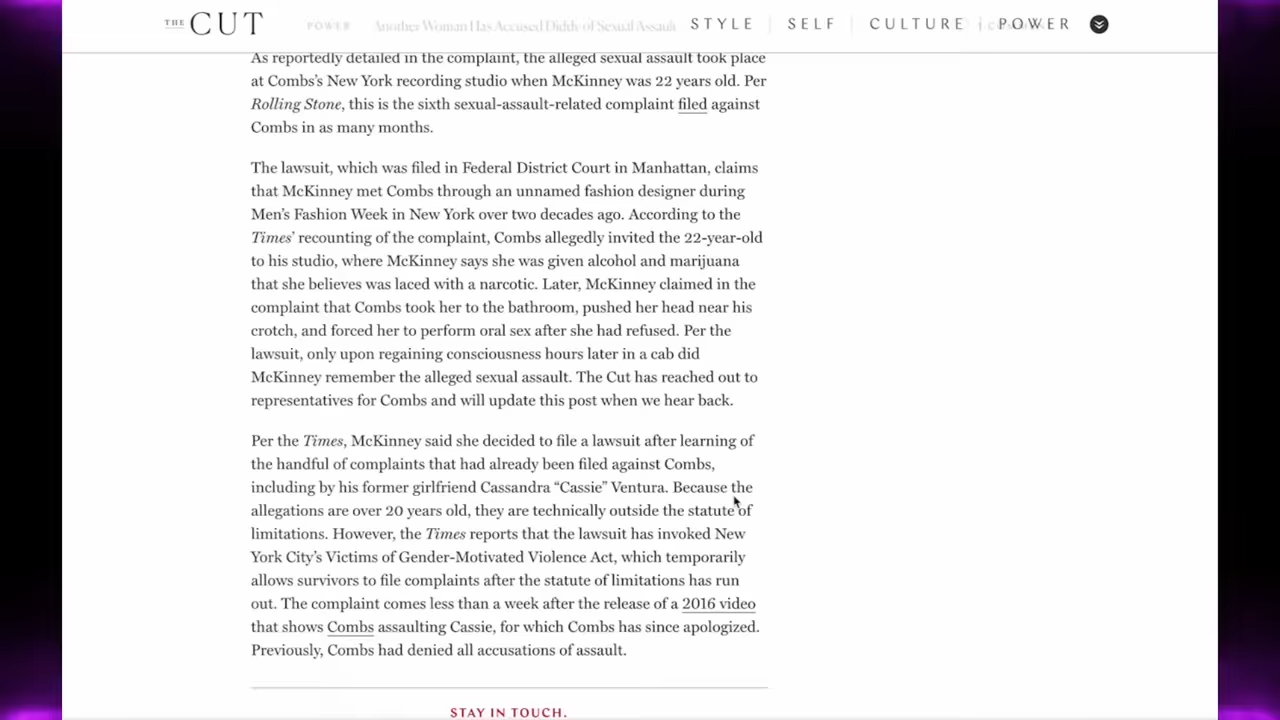 THE CUT
POWER Another Woman Has Accused Diddy of Sexual Assault
STYLE SELF CULTURE POWER
As reportedly detailed in the complaint, the alleged sexual assault took place
at Combs’s New York recording studio when McKinney was 22 years old. Per
Rolling Stone, this is the sixth sexual-assault-related complaint filed against
Combs in as many months.
The lawsuit, which was filed in Federal District Court in Manhattan, claims
that McKinney met Combs through an unnamed fashion designer during
Men’s Fashion Week in New York over two decades ago. According to the
Times’ recounting of the complaint, Combs allegedly invited the 22-year-old
to his studio, where McKinney says she was given alcohol and marijuana
that she believes was laced with a narcotic. Later, McKinney claimed in the
complaint that Combs took her to the bathroom, pushed her head near his
crotch, and forced her to perform oral sex after she had refused. Per the
lawsuit, only upon regaining consciousness hours later in a cab did
McKinney remember the alleged sexual assault. The Cut has reached out to
representatives for Combs and will update this post when we hear back.
Per the Times, McKinney said she decided to file a lawsuit after learning of
the handful of complaints that had already been filed against Combs,
including by his former girlfriend Cassandra “Cassie” Ventura. Because the
allegations are over 20 years old, they are technically outside the statute of
limitations. However, the Times reports that the lawsuit has invoked New
York City’s Victims of Gender-Motivated Violence Act, which temporarily
allows survivors to file complaints after the statute of limitations has run
out. The complaint comes less than a week after the release of a 2016 video
that shows Combs assaulting Cassie, for which Combs has since apologized.
Previously, Combs had denied all accusations of assault.
STAY IN TOUCH.